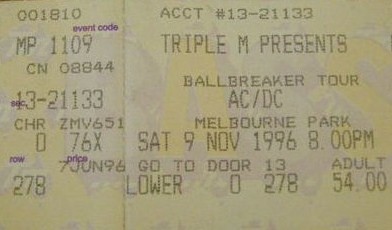 001810 ACCT #13-21133
event code
MP 1109 TRIPLE M PRESENTS
CN 08844 BALLBREAKER TOUR
sec 13-21133 AC/DC
CHR ZMV651 MELBOURNE PARK
0 76X SAT 9 NOV 1996 8.00PM
row price
7JUN96 GO TO DOOR 13 ADULT
278 LOWER 0 278 54.00